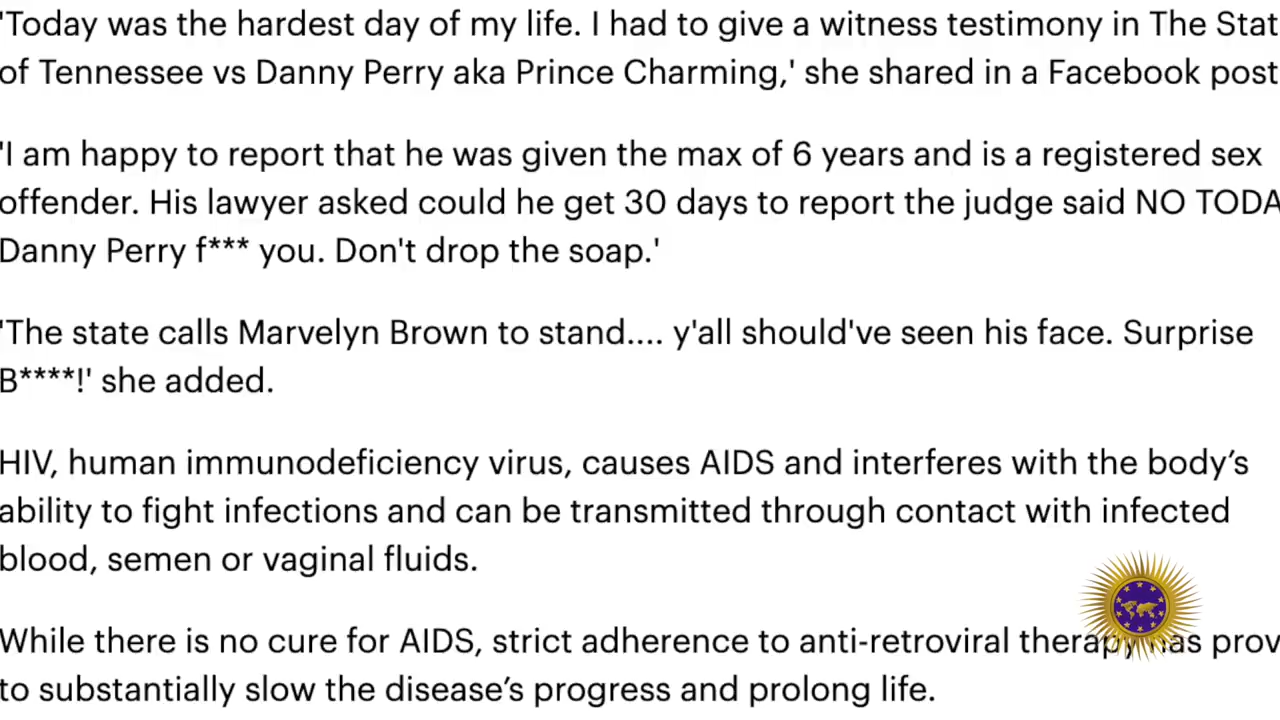 'Today was the hardest day of my life. I had to give a witness testimony in The Stat
of Tennessee vs Danny Perry aka Prince Charming,' she shared in a Facebook post
'I am happy to report that he was given the max of 6 years and is a registered sex
offender. His lawyer asked could he get 30 days to report the judge said NO TODA
Danny Perry f*** you. Don't drop the soap.'
'The state calls Marvelyn Brown to stand.... y'all should've seen his face. Surprise
B****!' she added.
HIV, human immunodeficiency virus, causes AIDS and interferes with the body’s
ability to fight infections and can be transmitted through contact with infected
blood, semen or vaginal fluids.
While there is no cure for AIDS, strict adherence to anti-retroviral therapy has prov
to substantially slow the disease’s progress and prolong life.